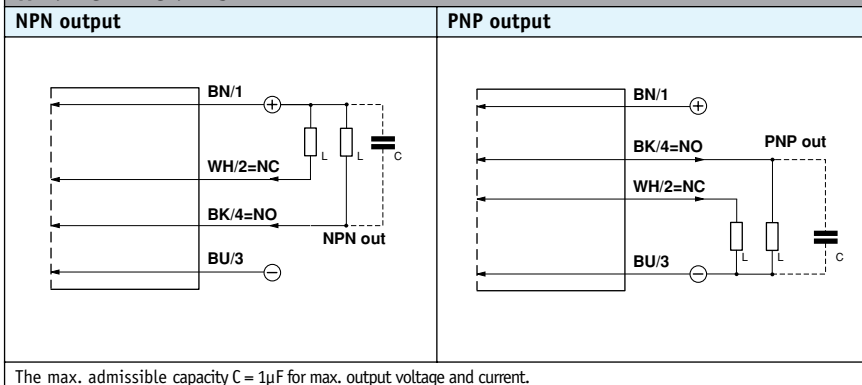 NPN output
PNP output
BN/1
WH/2=NC
BK/4=NO
NPN out
BU/3
L
L
C
BN/1
BK/4=NO
PNP out
WH/2=NC
BU/3
L
L
C
The max. admissible capacity C = 1µF for max. output voltage and current.